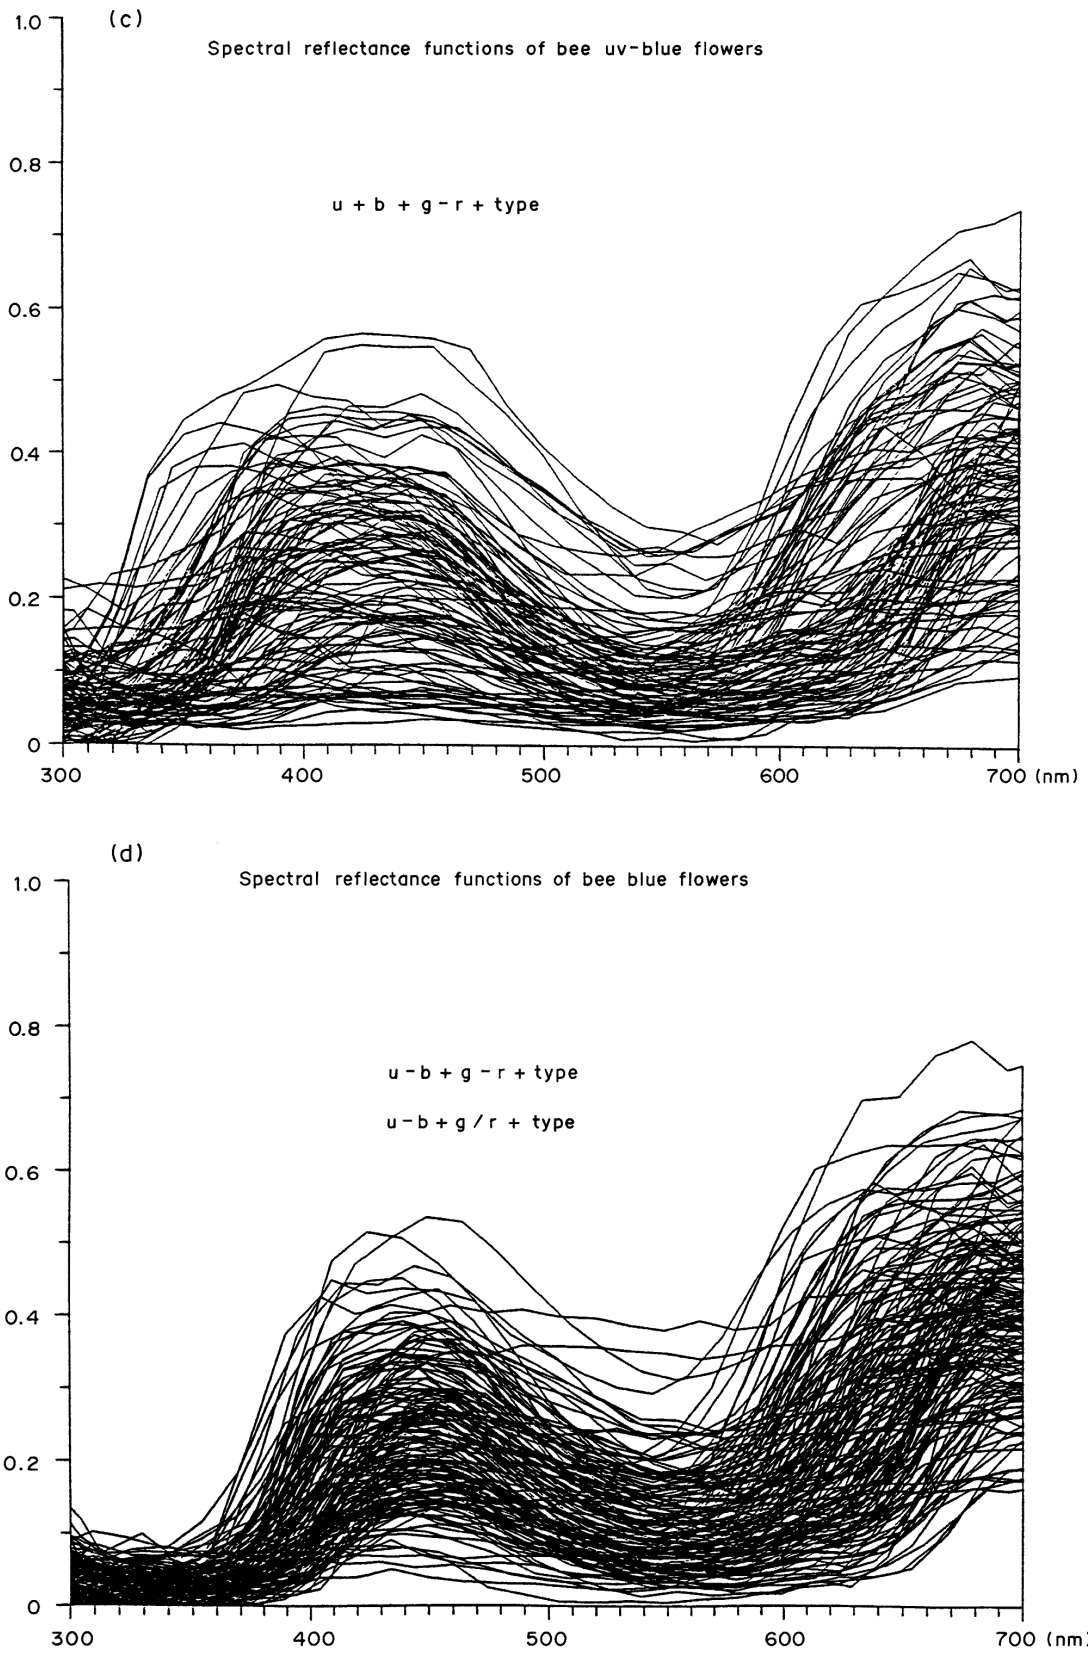 (c)
Spectral reflectance functions of bee uv-blue flowers
u + b + g - r + type
1.0
0.8
0.6
0.4
0.2
0
300 400 500 600 700 (nm)
(d)
Spectral reflectance functions of bee blue flowers
u - b + g - r + type
u - b + g / r + type
1.0
0.8
0.6
0.4
0.2
0
300 400 500 600 700 (nm)